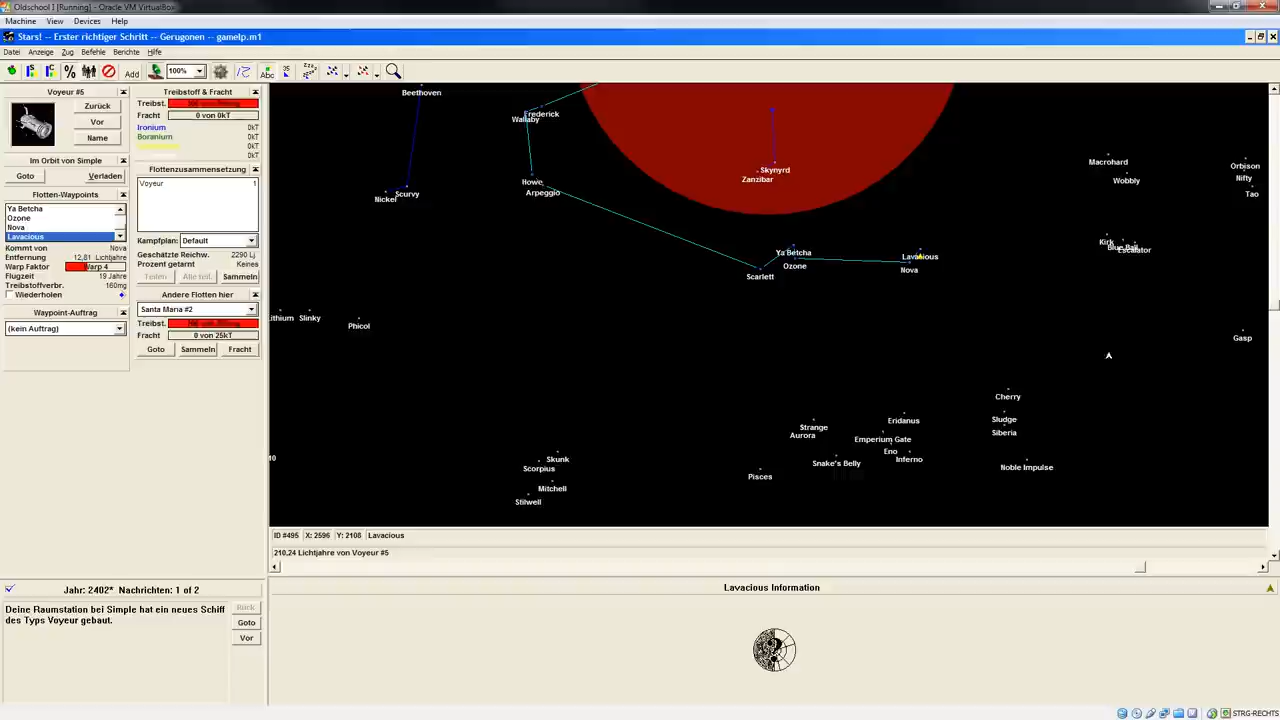 Oldschool I [Running] - Oracle VM VirtualBox
Machine View Devices Help
Stars! -- Erster richtiger Schritt -- Gerugonen -- gamelp.m1
Datei Anzeige Zug Befehle Berichte Hilfe
Add 100% Abc
Voyeur #5
Zurück
Vor
Name
Im Orbit von Simple
Goto Verladen
Flotten-Waypoints
Ya Betcha
Ozone
Nova
Lavacious
Kommt von Nova
Entfernung 12,81 Lichtjahre
Warp Faktor Warp 4
Flugzeit 19 Jahre
Treibstoffverbr. 160mg
Wiederholen
Waypoint-Auftrag
(kein Auftrag)
Treibstoff & Fracht
Treibst.
Fracht 0 von 0kT
Ironium 0kT
Boranium 0kT
0kT
0kT
Flottenzusammensetzung
Voyeur 1
Kampfplan: Default
Geschätzte Reichw. 2290 Lj.
Prozent getarnt Keines
Teilen Alle teil. Sammeln
Andere Flotten hier
Santa Maria #2
Treibst.
Fracht 0 von 25kT
Goto Sammeln Fracht
Beethoven
Frederick
Wallaby
Howe
Arpeggio
Scurvy
Nickel
Skynyrd
Zanzibar
Macrohard
Wobbly
Orbison
Nifty
Tao
Kirk
Blue Ball
Escalator
Ya Betcha
Ozone
Scarlett
Lavacious
Nova
Slinky
Phicol
Gasp
Cherry
Sludge
Siberia
Noble Impulse
Strange
Aurora
Eridanus
Emperium Gate
Eno
Inferno
Snake's Belly
Pisces
Skunk
Scorpius
Mitchell
Stilwell
ID #495 X: 2596 Y: 2108 Lavacious
210,24 Lichtjahre von Voyeur #5
Jahr: 2402* Nachrichten: 1 of 2
Deine Raumstation bei Simple hat ein neues Schiff
des Typs Voyeur gebaut.
Rück
Goto
Vor
Lavacious Information
STRG-RECHTS